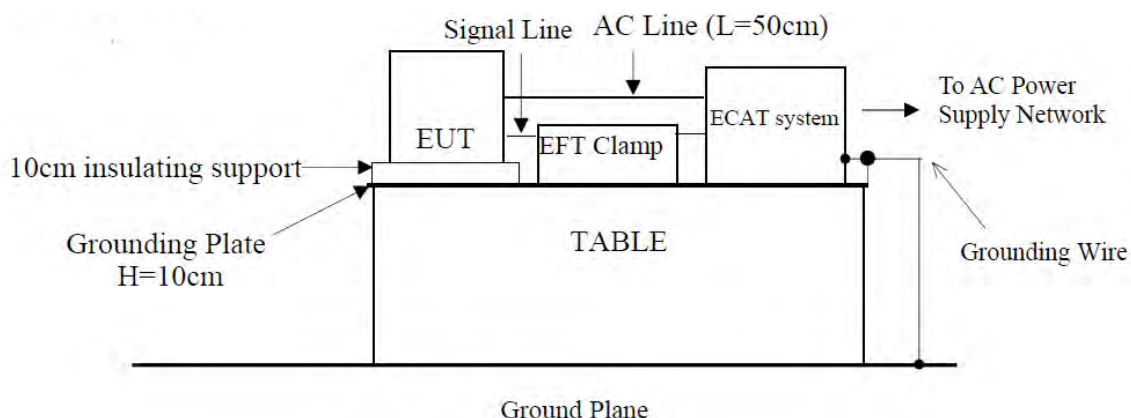 Signal Line
AC Line (L=50cm)
To AC Power
Supply Network
ECAT system
EUT
EFT Clamp
10cm insulating support
Grounding Plate
H=10cm
TABLE
Grounding Wire
Ground Plane